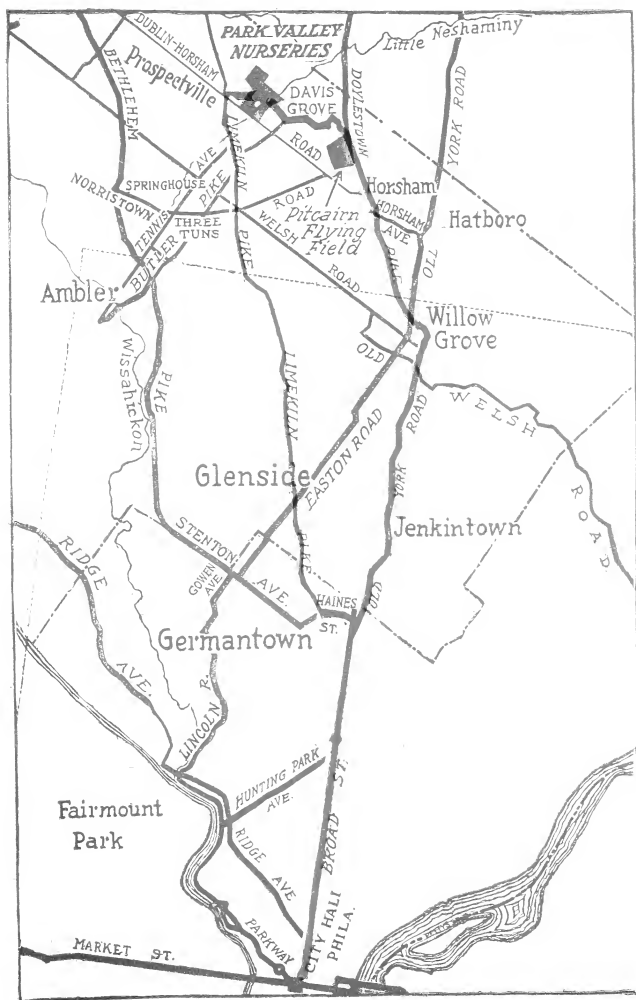 PARK VALLEY
NURSERIES
Little Neshaminy
DUBLIN-HORSHAM
ROAD
Prospectville
BETHLEHEM
PIKE
DAVIS
GROVE
DOYLESTOWN
PIKE
YORK ROAD
OLD
LIMEKILN
PIKE
LIMEKILN
PIKE
SPRINGHOUSE
NORRISTOWN
ROAD
TENNIS
AVE
BUTLER
PIKE
THREE
TUNS
WELSH
ROAD
Pitcairn
Flying
Field
Horsham
HORSHAM
AVE
Hatboro
Ambler
Willow
Grove
OLD
WELSH
ROAD
Wissahickon
EASTON ROAD
Glenside
OLD
YORK
ROAD
Jenkintown
RIDGE
AVE.
STENTON
AVE.
GOWEN
AVE.
HAINES
ST.
Germantown
LINCOLN
R.
HUNTING PARK
AVE.
Fairmount
Park
RIDGE
AVE
BROAD
ST.
PARKWAY
CITY HALL
PHILA.
MARKET
ST.